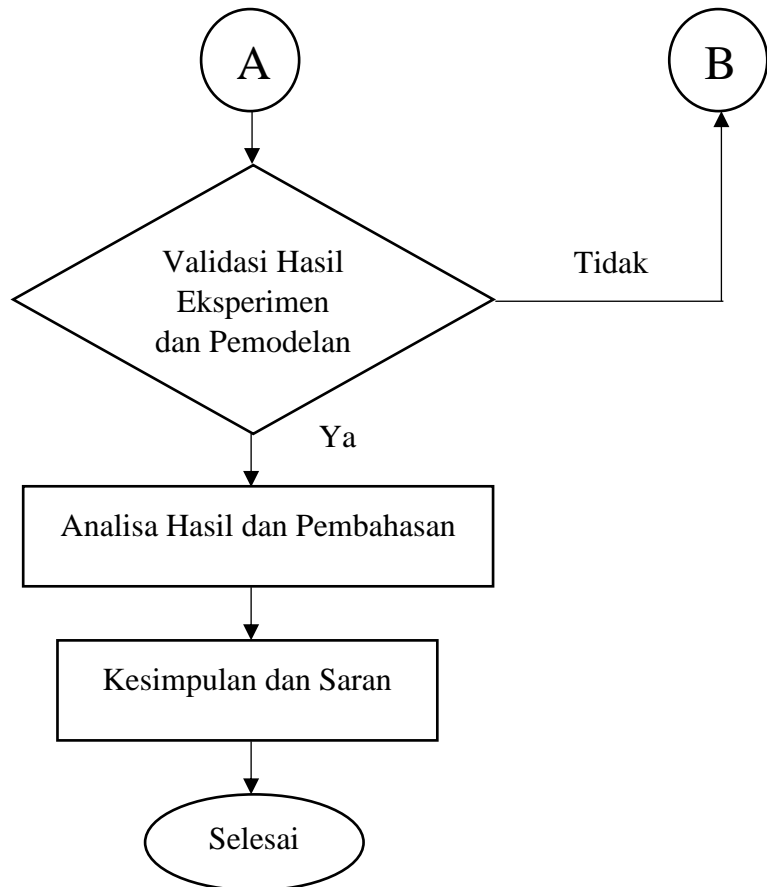 A
B
Validasi Hasil
Eksperimen
dan Pemodelan
Tidak
Ya
Analisa Hasil dan Pembahasan
Kesimpulan dan Saran
Selesai